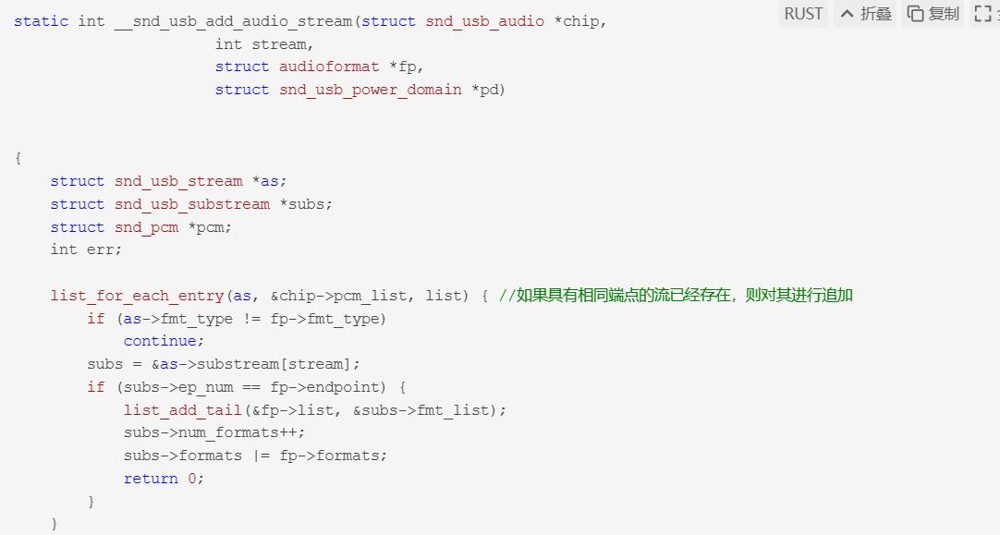 RUST 折叠 复制
static int __snd_usb_add_audio_stream(struct snd_usb_audio *chip,
                      int stream,
                      struct audioformat *fp,
                      struct snd_usb_power_domain *pd)
{
    struct snd_usb_stream *as;
    struct snd_usb_substream *subs;
    struct snd_pcm *pcm;
    int err;
    list_for_each_entry(as, &chip->pcm_list, list) { //如果具有相同端点的流已经存在，则对其进行追加
        if (as->fmt_type != fp->fmt_type)
            continue;
        subs = &as->substream[stream];
        if (subs->ep_num == fp->endpoint) {
            list_add_tail(&fp->list, &subs->fmt_list);
            subs->num_formats++;
            subs->formats |= fp->formats;
            return 0;
        }
    }